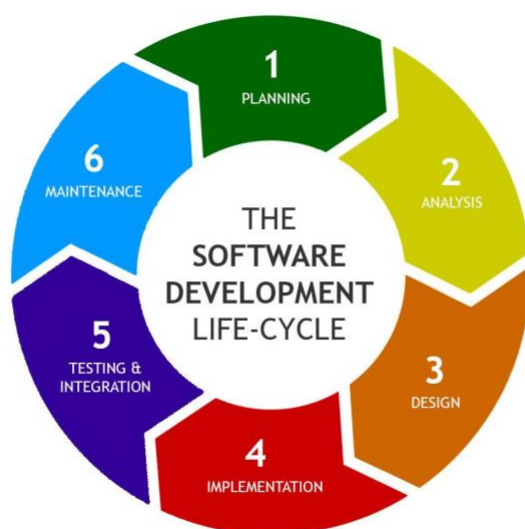 1
PLANNING
2
ANALYSIS
3
DESIGN
4
IMPLEMENTATION
5
TESTING &
INTEGRATION
6
MAINTENANCE
THE
SOFTWARE
DEVELOPMENT
LIFE-CYCLE